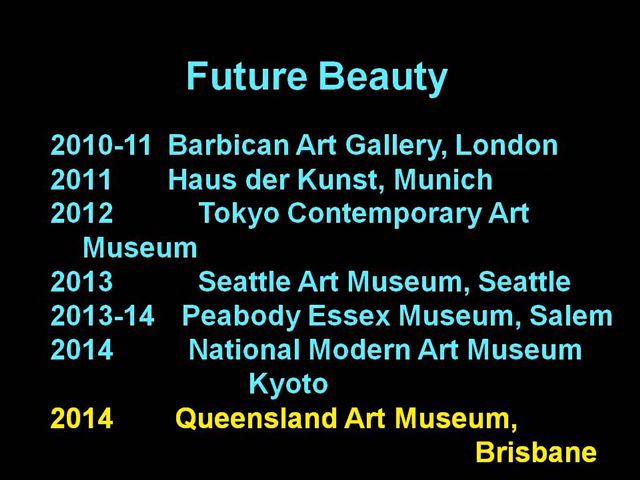 Future Beauty
2010-11 Barbican Art Gallery, London
2011 Haus der Kunst, Munich
2012 Tokyo Contemporary Art
Museum
2013 Seattle Art Museum, Seattle
2013-14 Peabody Essex Museum, Salem
2014 National Modern Art Museum
Kyoto
2014 Queensland Art Museum,
Brisbane